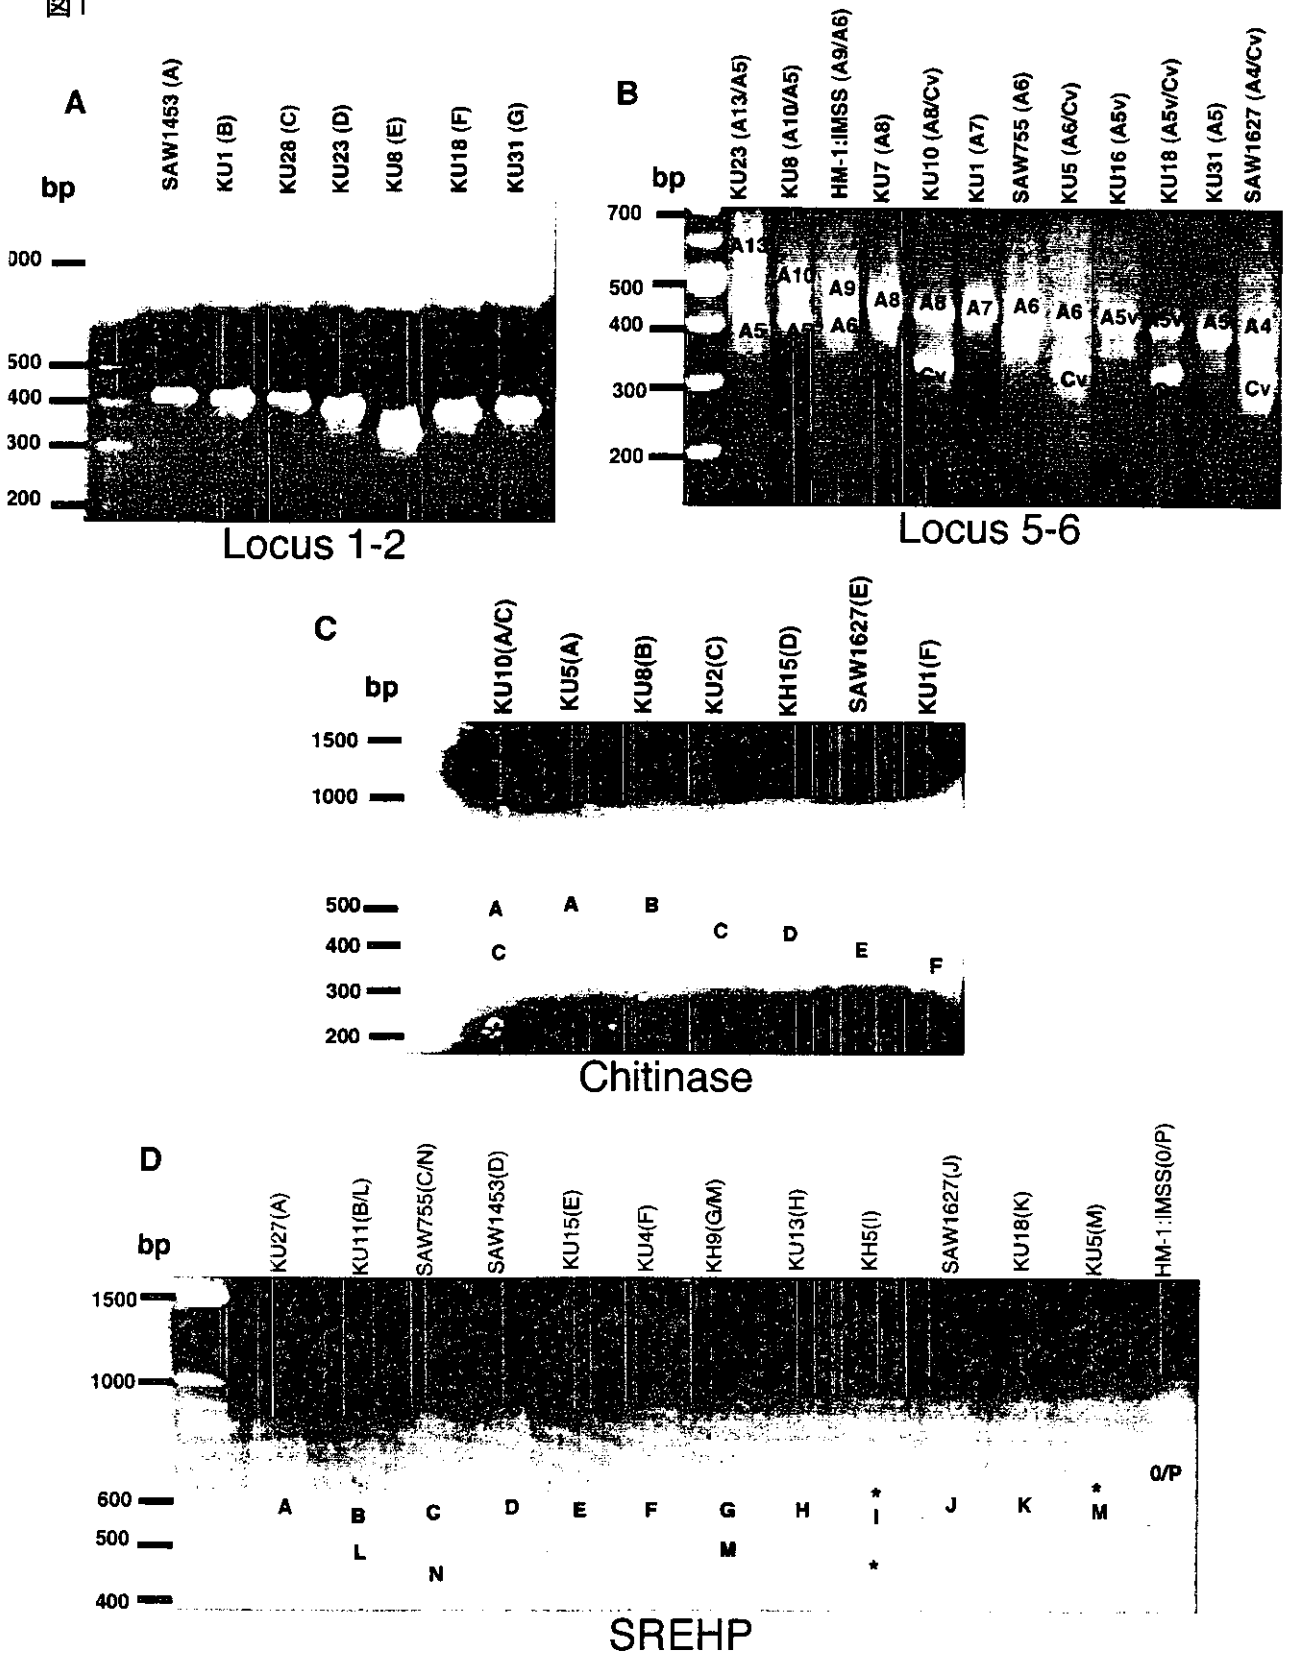 図1
A
SAW1453 (A)
KU1 (B)
KU28 (C)
KU23 (D)
KU8 (E)
KU18 (F)
KU31 (G)
bp
000
500
400
300
200
Locus 1-2
B
KU23 (A13/A5)
KU8 (A10/A5)
HM-1:IMSS (A9/A6)
KU7 (A8)
KU10 (A8/Cv)
KU1 (A7)
SAW755 (A6)
KU5 (A6/Cv)
KU16 (A5v)
KU18 (A5v/Cv)
KU31 (A5)
SAW1627 (A4/Cv)
bp
700
500
400
300
200
A13
A10
A9
A8
A8
A7
A6
A6
A5v
A5v
A5
A4
A5
A5
A6
Cv
Cv
Cv
Locus 5-6
C
KU10(A/C)
KU5(A)
KU8(B)
KU2(C)
KH15(D)
SAW1627(E)
KU1(F)
bp
1500
1000
500
400
300
200
A
A
B
C
D
E
F
C
Chitinase
D
KU27(A)
KU11(B/L)
SAW755(C/N)
SAW1453(D)
KU15(E)
KU4(F)
KH9(G/M)
KU13(H)
KH5(I)
SAW1627(J)
KU18(K)
KU5(M)
HM-1:IMSS(0/P)
bp
1500
1000
600
500
400
0/P
* *
A B C D E F G H I J K M
L M
N *
SREHP